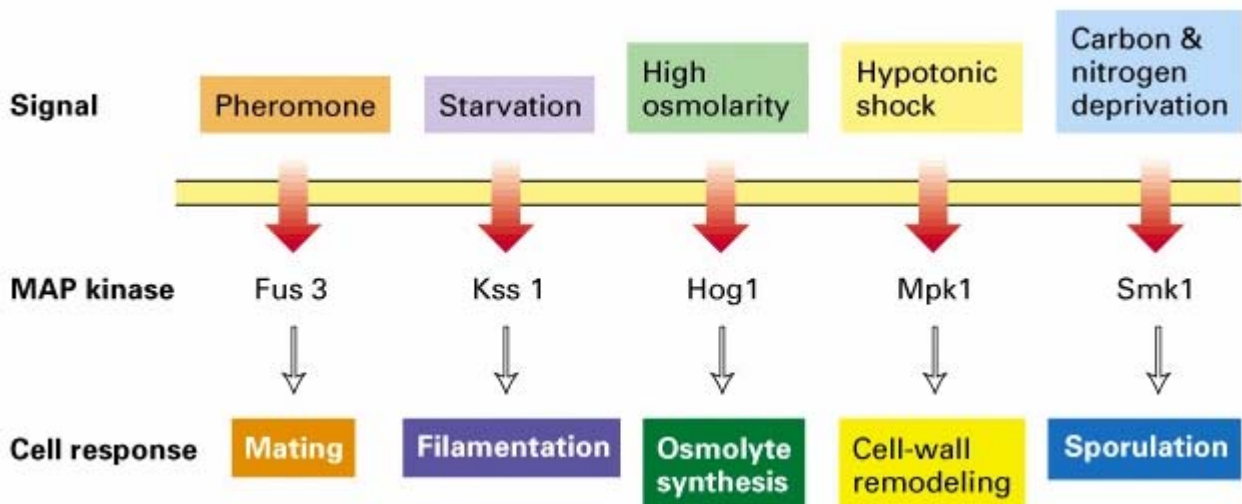 Signal
Pheromone
Starvation
High
osmolarity
Hypotonic
shock
Carbon &
nitrogen
deprivation
MAP kinase
Fus 3
Kss 1
Hog1
Mpk1
Smk1
Cell response
Mating
Filamentation
Osmolyte
synthesis
Cell-wall
remodeling
Sporulation